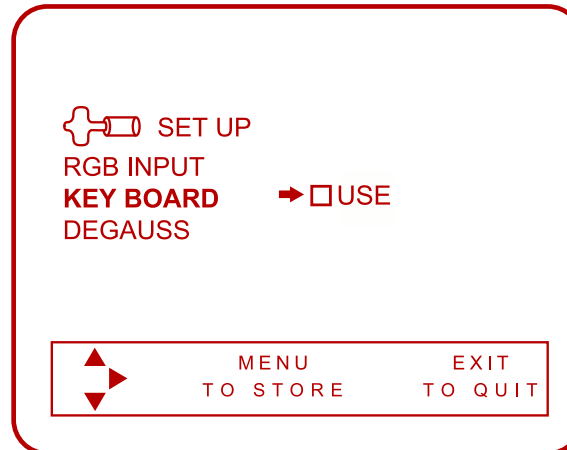 SET UP
RGB INPUT
KEY BOARD ➡ □ USE
DEGAUSS
MENU EXIT
TO STORE TO QUIT